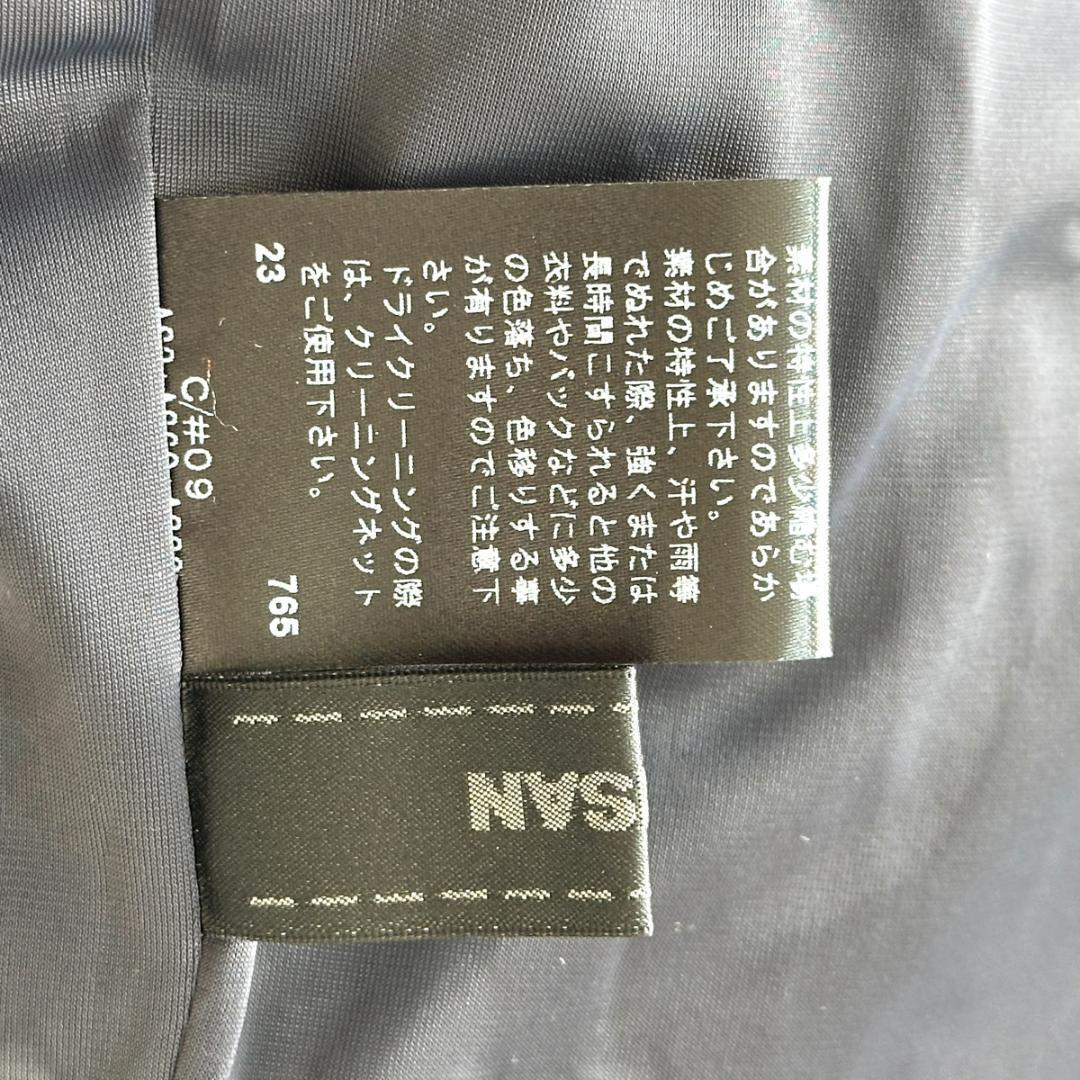 素材の特性上多少縮む場
合がありますのであらか
じめご了承下さい。
素材の特性上、汗や雨等
でぬれた際、強くまたは
長時間こすられると他の
衣料やバックなどに多少
の色落ち、色移りする事
が有りますのでご注意下
さい。
ドライクリーニングの際
は、クリーニングネット
をご使用下さい。
23 765
C/#09
SAN